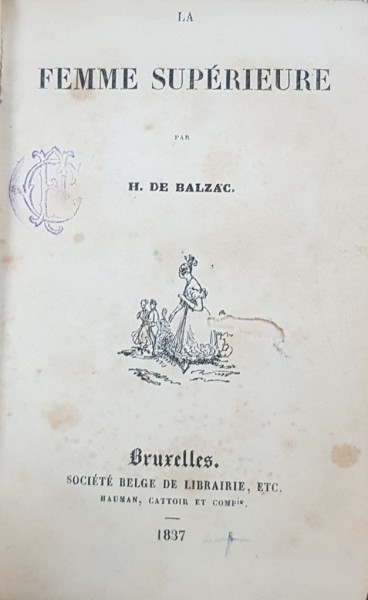 LA
FEMME SUPÉRIEURE
PAR
H. DE BALZAC.
Bruxelles.
SOCIÉTÉ BELGE DE LIBRAIRIE, ETC.
HAUMAN, CATTOIR ET COMPie.
1837